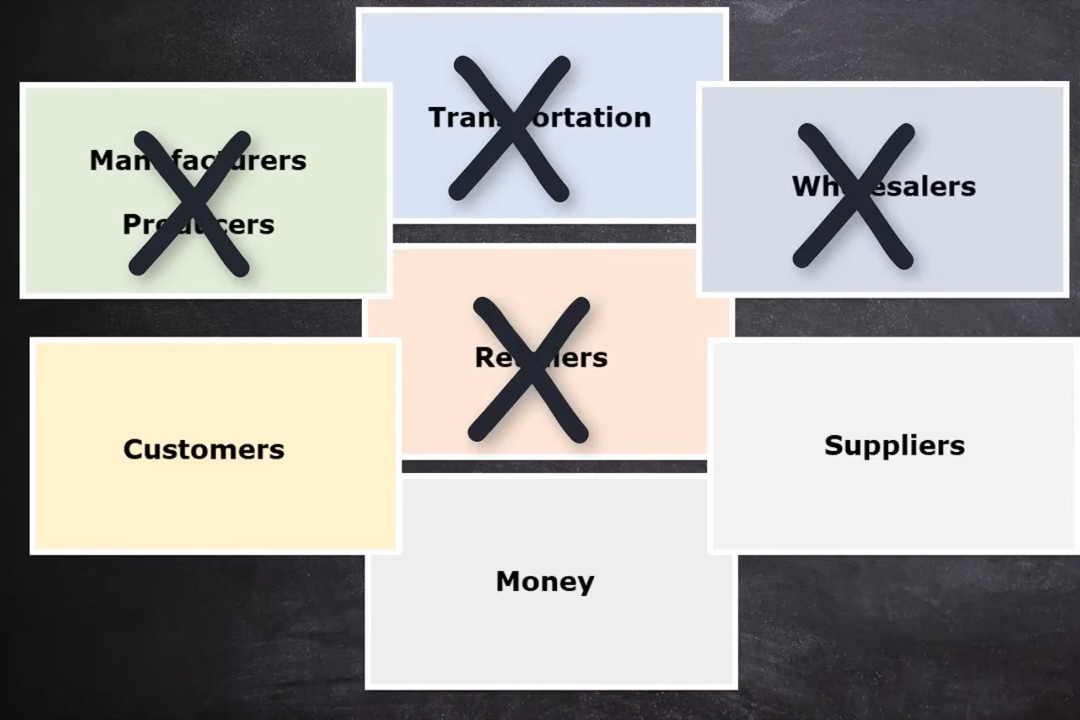 Transportation
Manufacturers
Producers
Wholesalers
Retailers
Customers
Suppliers
Money